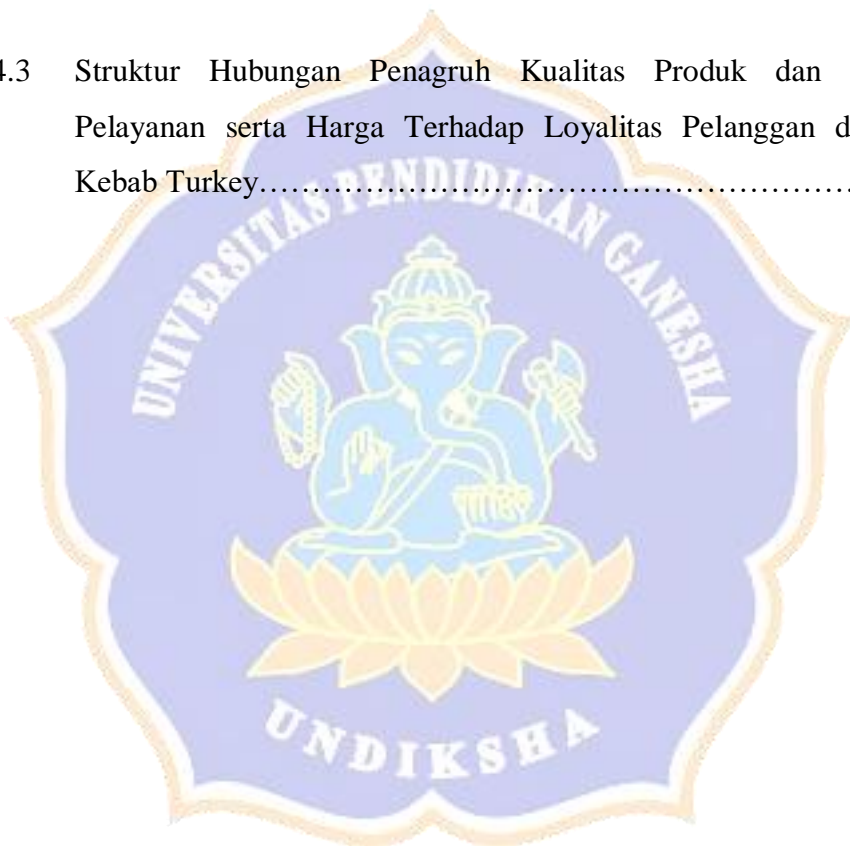 4.3 Struktur Hubungan Penagruh Kualitas Produk dan
Pelayanan serta Harga Terhadap Loyalitas Pelanggan d
Kebab Turkey…………………………………………………
UNIVERSITAS PENDIDIKAN GANESHA
UNDIKSHA